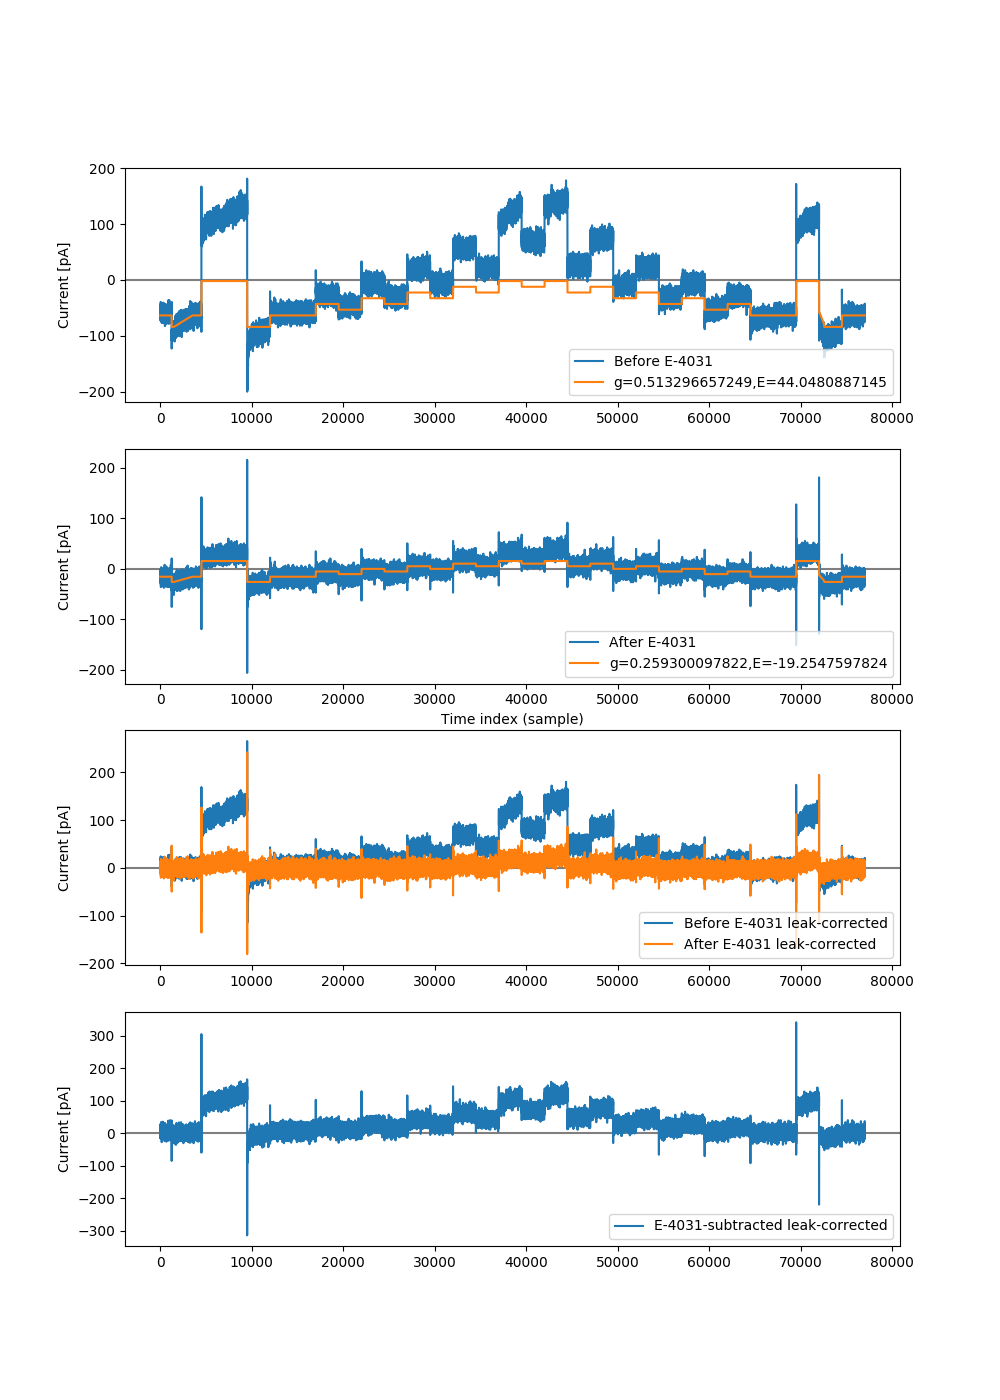 200
100
0
−100
−200
Current [pA]
Before E-4031
g=0.513296657249,E=44.0480887145
0 10000 20000 30000 40000 50000 60000 70000 80000
200
100
0
−100
−200
Current [pA]
After E-4031
g=0.259300097822,E=-19.2547597824
0 10000 20000 30000 40000 50000 60000 70000 80000
Time index (sample)
200
100
0
−100
−200
Current [pA]
Before E-4031 leak-corrected
After E-4031 leak-corrected
0 10000 20000 30000 40000 50000 60000 70000 80000
300
200
100
0
−100
−200
−300
Current [pA]
E-4031-subtracted leak-corrected
0 10000 20000 30000 40000 50000 60000 70000 80000